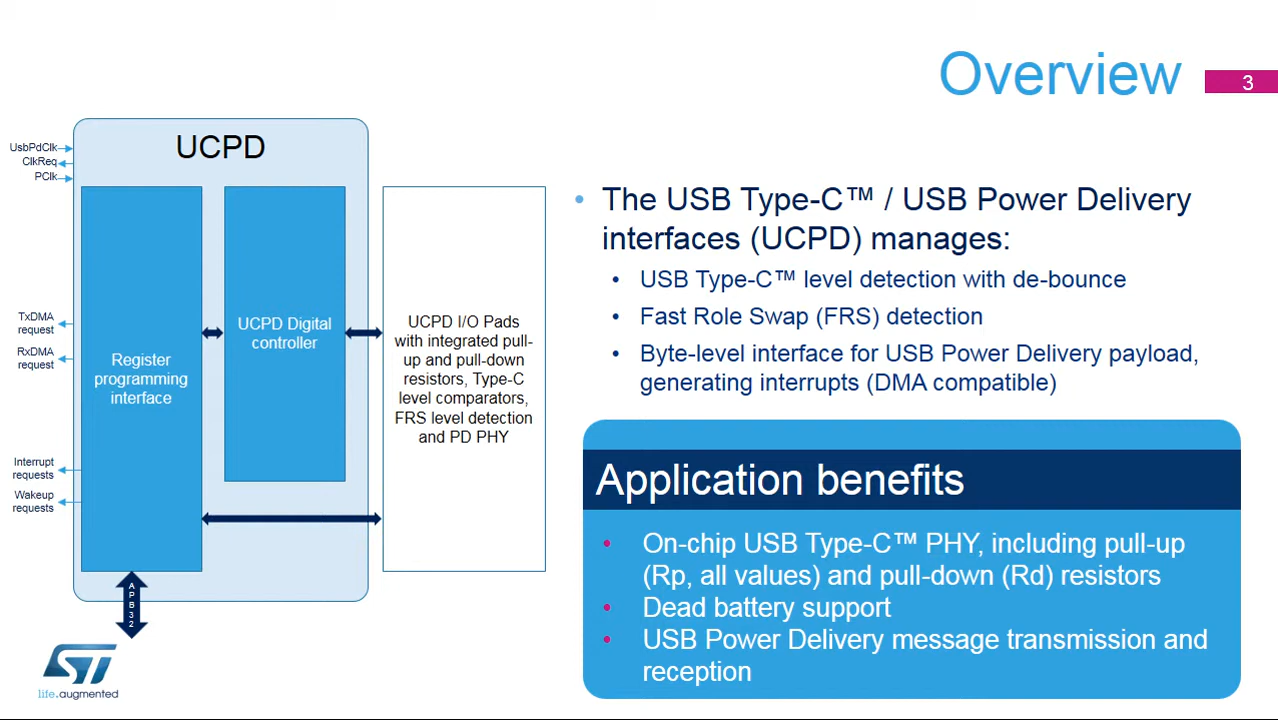 Overview
3
UCPD
UsbPdClk
ClkReq
PClk
TxDMA
request
RxDMA
request
Interrupt
requests
Wakeup
requests
Register
programming
interface
UCPD Digital
controller
UCPD I/O Pads
with integrated pull-
up and pull-down
resistors, Type-C
level comparators,
FRS level detection
and PD PHY
APB32
ST
life.augmented
• The USB Type-C™ / USB Power Delivery
interfaces (UCPD) manages:
• USB Type-C™ level detection with de-bounce
• Fast Role Swap (FRS) detection
• Byte-level interface for USB Power Delivery payload,
generating interrupts (DMA compatible)
Application benefits
• On-chip USB Type-C™ PHY, including pull-up
(Rp, all values) and pull-down (Rd) resistors
• Dead battery support
• USB Power Delivery message transmission and
reception